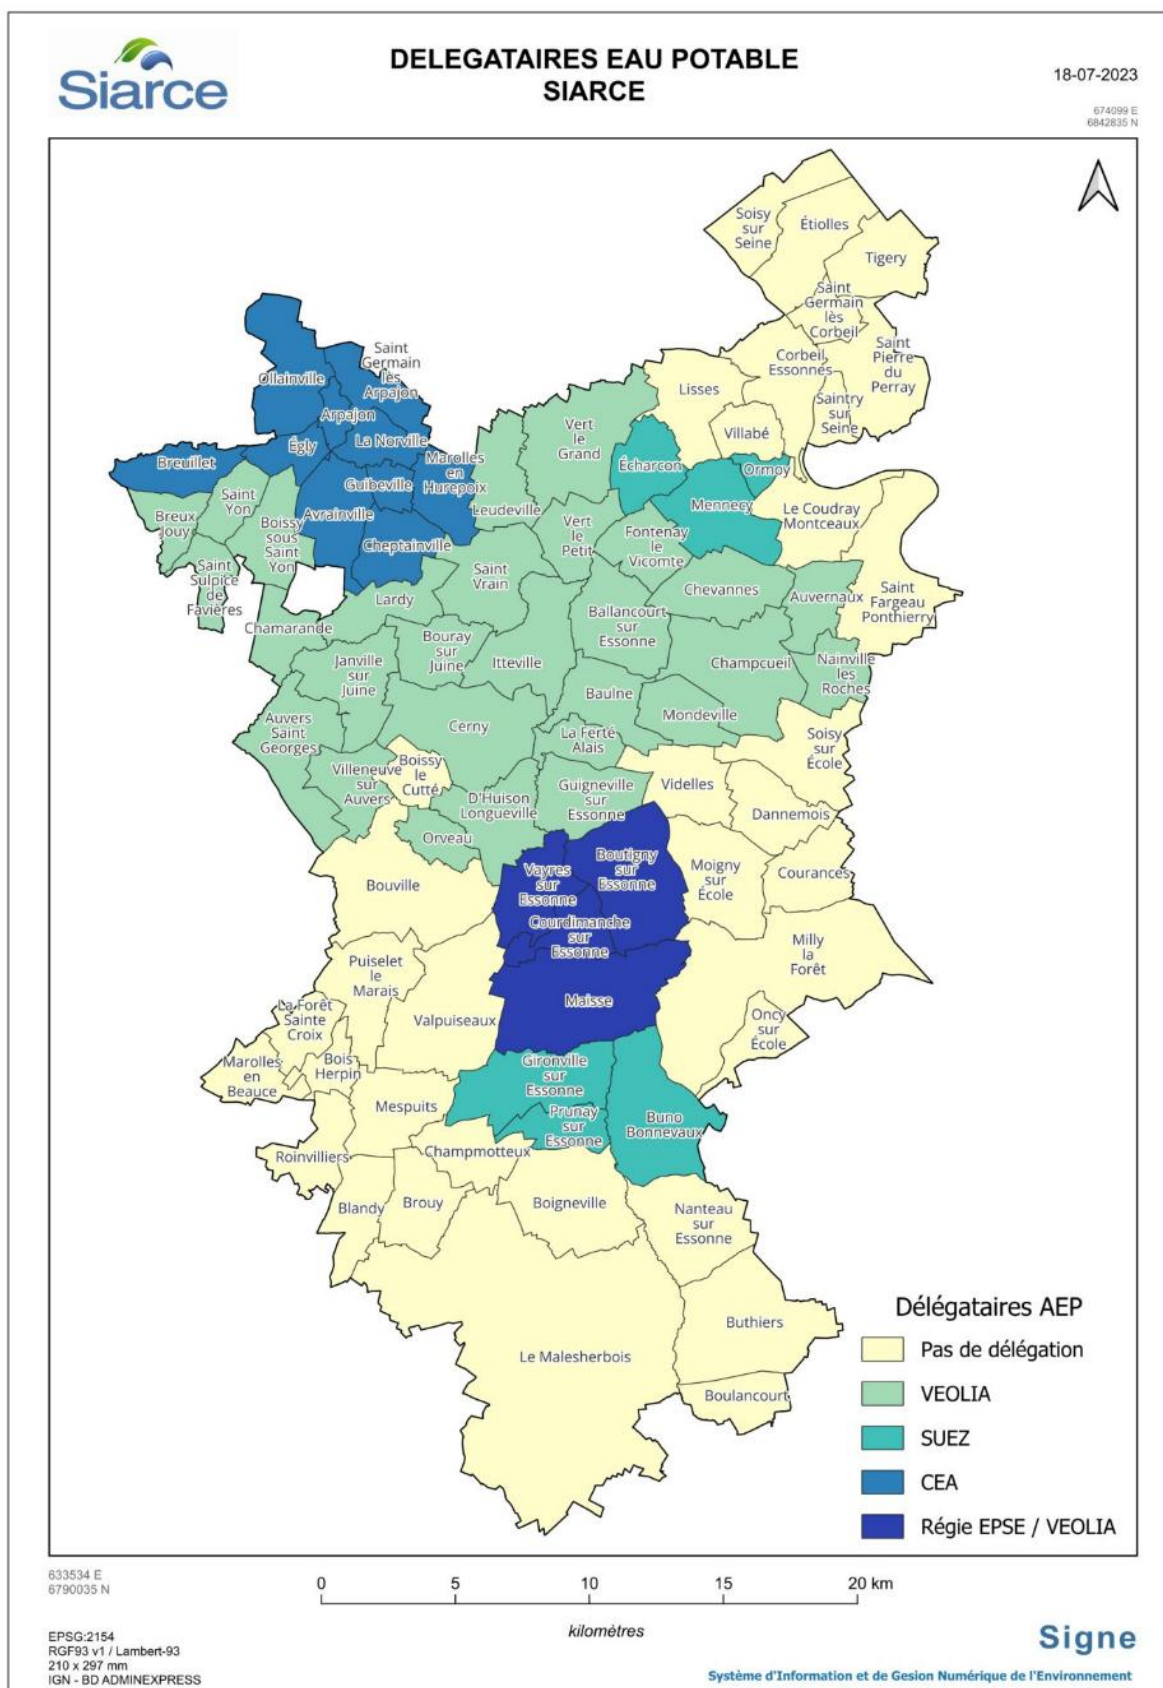 Siarce
DELEGATAIRES EAU POTABLE
SIARCE
18-07-2023
674099 E
6842835 N
Soisy
sur
Seine
Étiolles
Tigery
Saint
Germain
lès
Corbeil
Saint
Pierre
du
Perray
Corbeil
Essonnes
Saintry
sur
Seine
Lisses
Villabé
Saint
Germain
lès
Arpajon
Ollainville
Arpajon
La Norville
Égly
Breuillet
Guibeville
Marolles
en
Hurepoix
Avrainville
Cheptainville
Vert
le
Grand
Écharcon
Ormoy
Mennecy
Le Coudray
Montceaux
Leudeville
Saint
Yon
Breux
Jouy
Boissy
sous
Saint
Yon
Saint
Sulpice
de
Favières
Vert
le
Petit
Fontenay
le
Vicomte
Saint
Vrain
Chevannes
Auvernaux
Saint
Fargeau
Ponthierry
Lardy
Chamarande
Bouray
sur
Juine
Itteville
Ballancourt
sur
Essonne
Janville
sur
Juine
Champcueil
Nainville
les
Roches
Baulne
Mondeville
Auvers
Saint
Georges
Cerny
La Ferté
Alais
Soisy
sur
École
Villeneuve
sur
Auvers
Boissy
le
Cutté
D'Huison
Longueville
Guigneville
sur
Essonne
Videlles
Dannemois
Orveau
Bouville
Vayres
sur
Essonne
Boutigny
sur
Essonne
Moigny
sur
École
Courances
Courdimanche
sur
Essonne
Milly
la
Forêt
Puiselet
le
Marais
Maisse
La Forêt
Sainte
Croix
Valpuiseaux
Oncy
sur
École
Marolles
en
Beauce
Bois
Herpin
Gironville
sur
Essonne
Mespuits
Prunay
sur
Essonne
Buno
Bonnevaux
Roinvilliers
Champmotteux
Blandy
Brouy
Boigneville
Nanteau
sur
Essonne
Buthiers
Le Malesherbois
Boulancourt
Délégataires AEP
Pas de délégation
VEOLIA
SUEZ
CEA
Régie EPSE / VEOLIA
633534 E
6790035 N
0 5 10 15 20 km
kilomètres
EPSG:2154
RGF93 v1 / Lambert-93
210 x 297 mm
IGN - BD ADMINEXPRESS
Signe
Système d'Information et de Gesion Numérique de l'Environnement